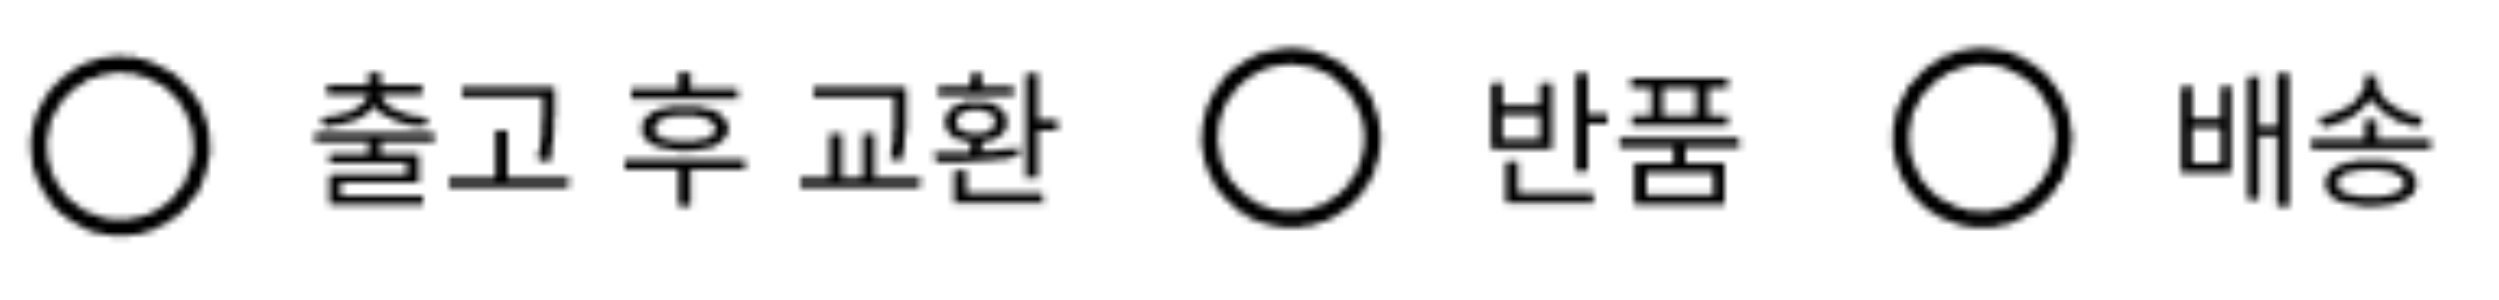 ○ 출고 후 교환 ○ 반품 ○ 배송